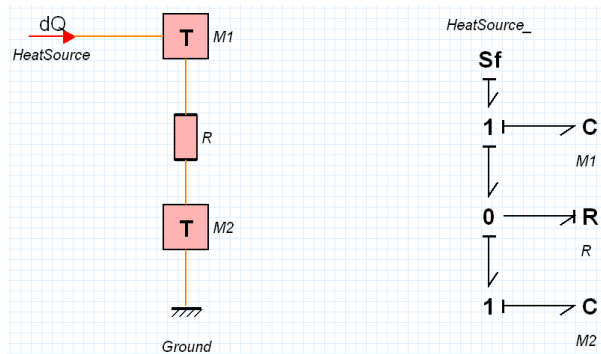 dQ
HeatSource
T
M1
R
T
M2
Ground
HeatSource_
Sf
1
C
M1
0
R
R
1
C
M2